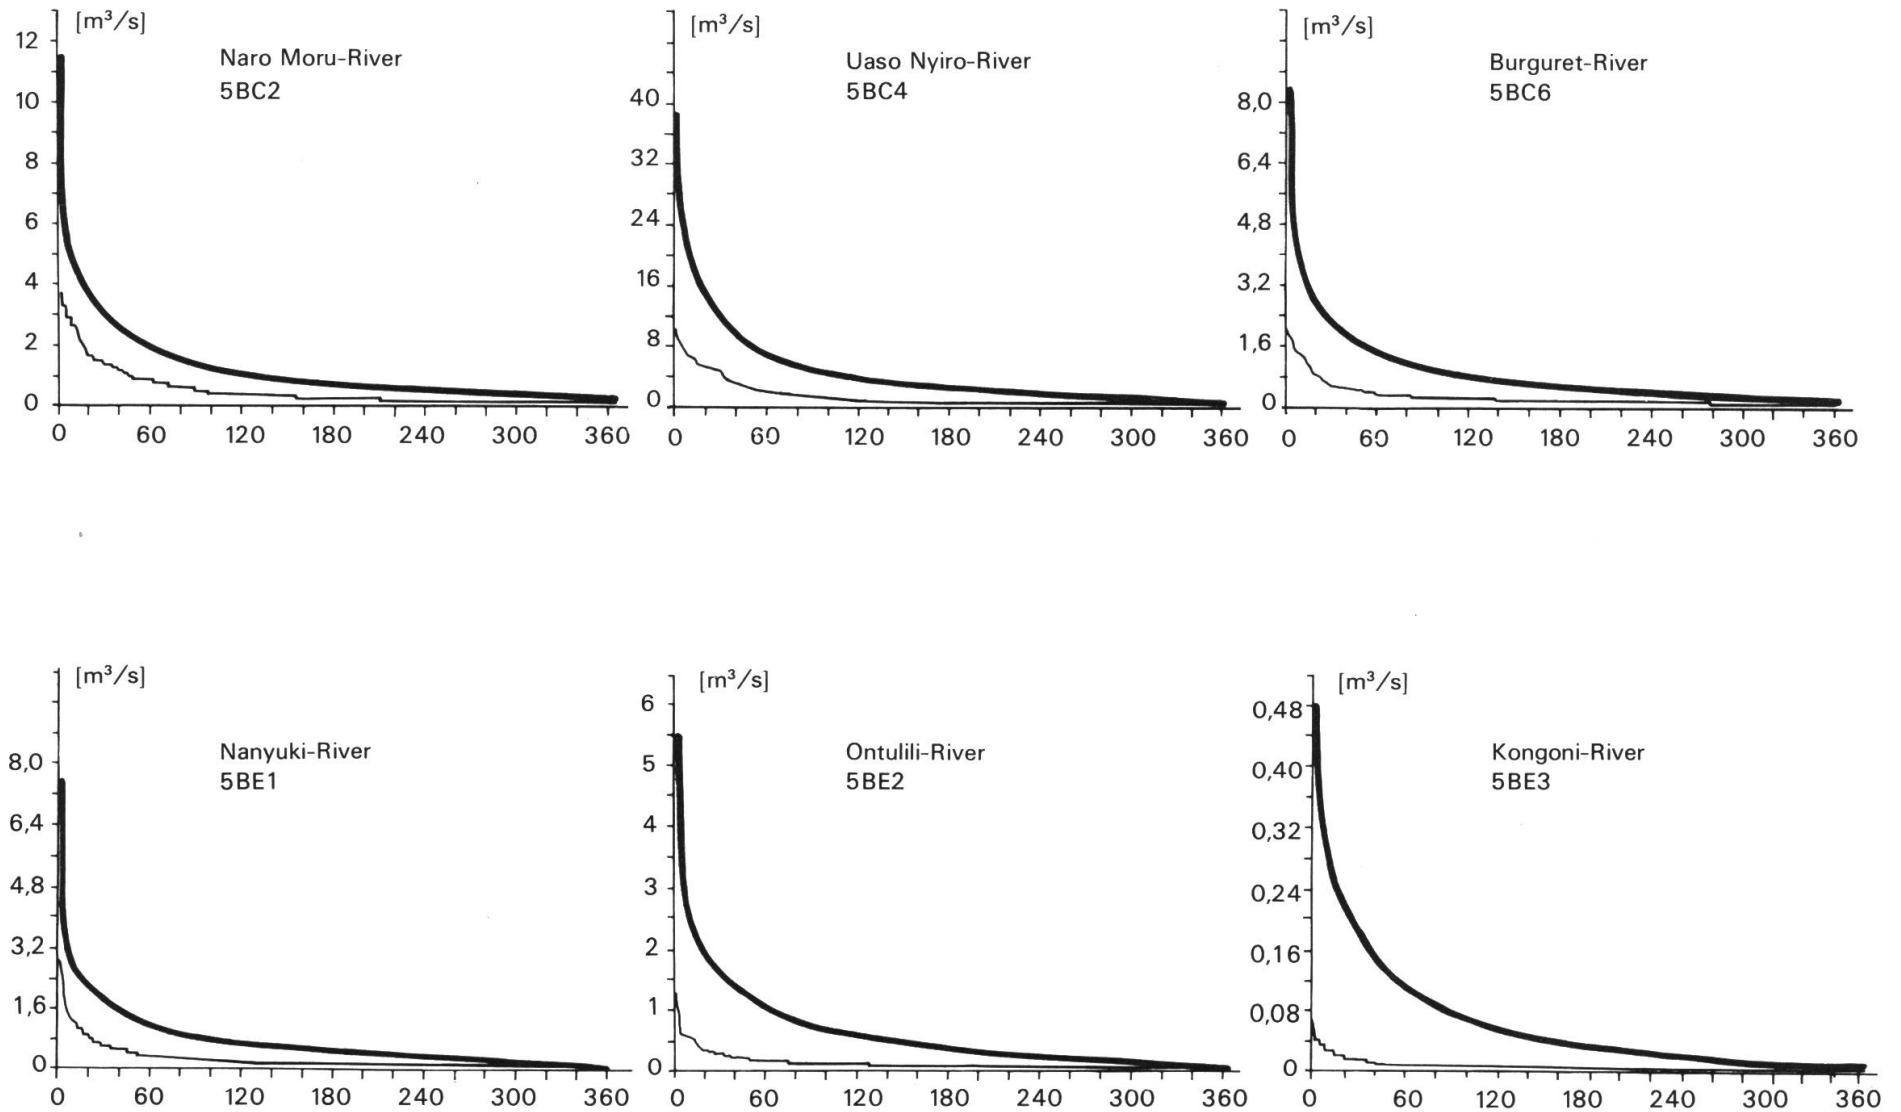 [m³/s]
Naro Moru-River
5BC2
12
10
8
6
4
2
0
0 60 120 180 240 300 360
[m³/s]
Uaso Nyiro-River
5BC4
40
32
24
16
8
0
0 60 120 180 240 300 360
[m³/s]
Burguret-River
5BC6
8,0
6,4
4,8
3,2
1,6
0
0 60 120 180 240 300 360
[m³/s]
Nanyuki-River
5BE1
8,0
6,4
4,8
3,2
1,6
0
0 60 120 180 240 300 360
[m³/s]
Ontulili-River
5BE2
6
5
4
3
2
1
0
0 60 120 180 240 300 360
[m³/s]
Kongoni-River
5BE3
0,48
0,40
0,32
0,24
0,16
0,08
0
0 60 120 180 240 300 360